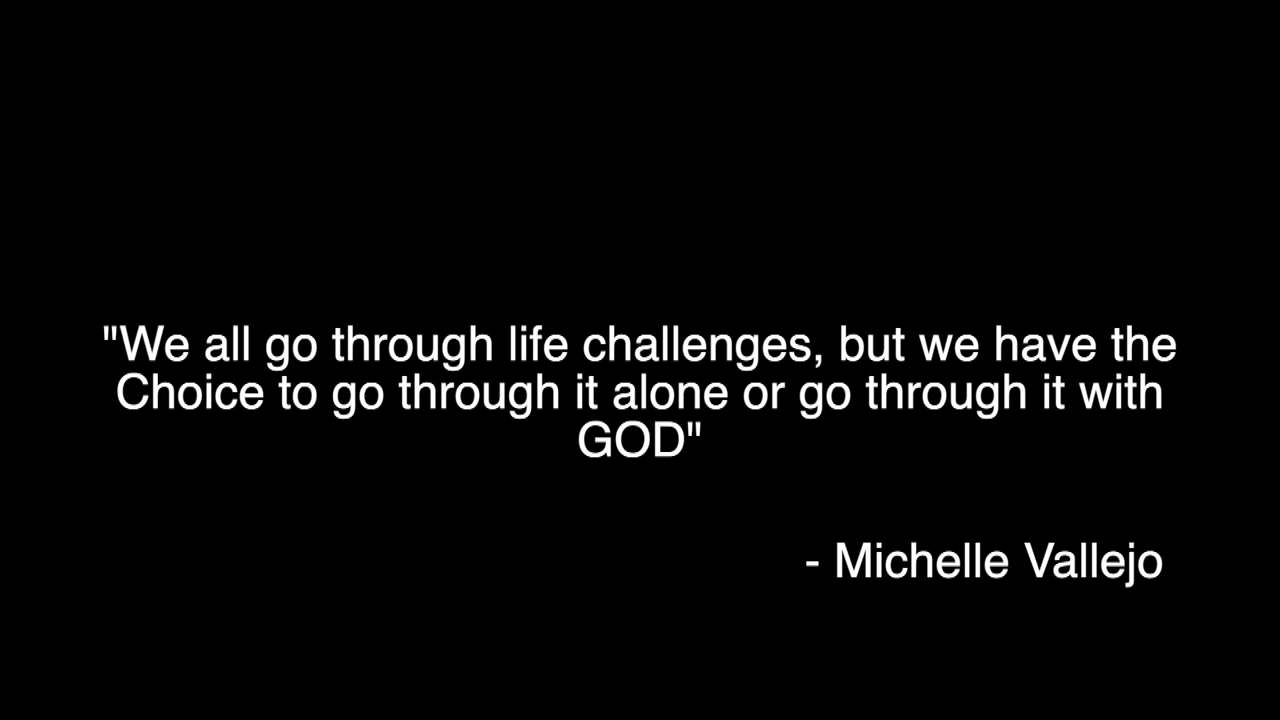 "We all go through life challenges, but we have the
Choice to go through it alone or go through it with
GOD"
- Michelle Vallejo